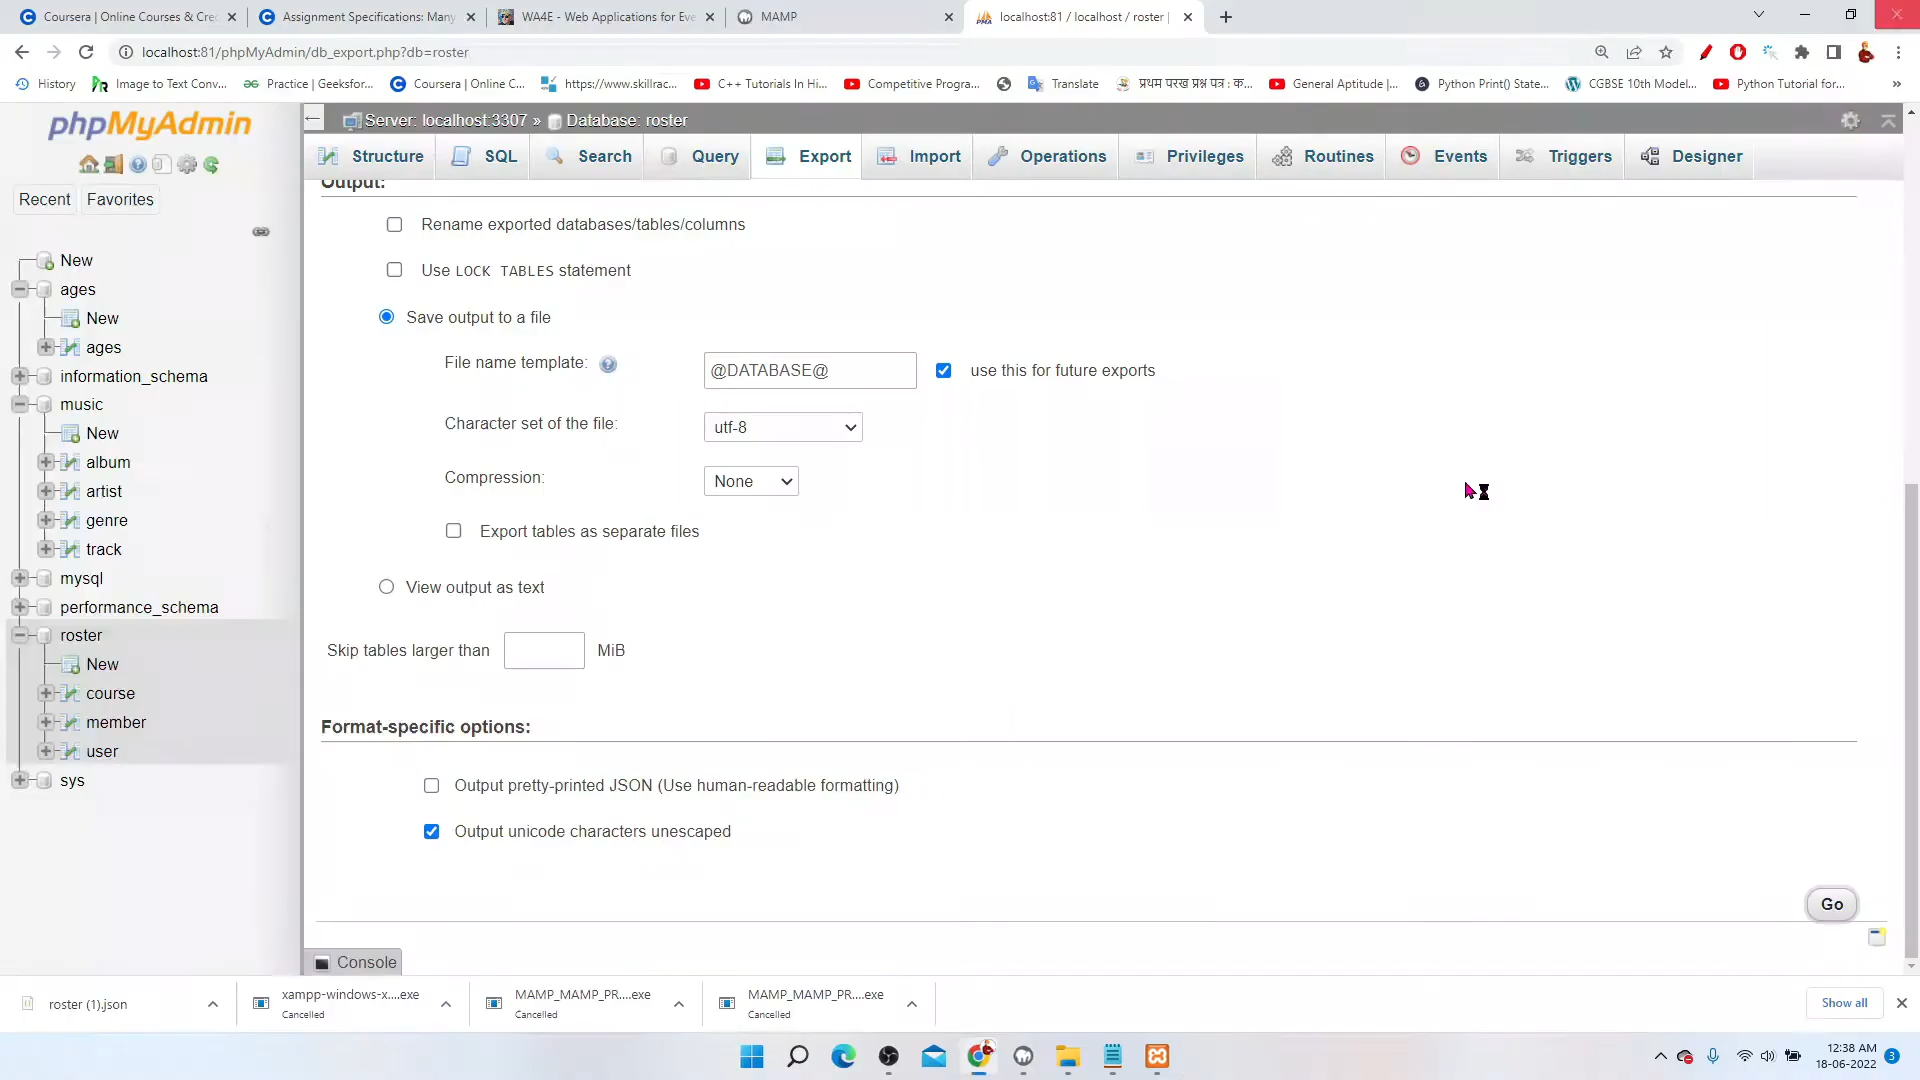 Coursera | Online Courses & Cre
Assignment Specifications: Many
WA4E - Web Applications for Eve
MAMP
localhost:81 / localhost / roster |
localhost:81/phpMyAdmin/db_export.php?db=roster
History
Image to Text Conv...
Practice | Geeksfor...
Coursera | Online C...
https://www.skillrac...
C++ Tutorials In Hi...
Competitive Progra...
Translate
प्रथम परख प्रश्न पत्र : क...
General Aptitude |...
Python Print() State...
CGBSE 10th Model...
Python Tutorial for...
phpMyAdmin
Recent
Favorites
New
ages
New
ages
information_schema
music
New
album
artist
genre
track
mysql
performance_schema
roster
New
course
member
user
sys
Server: localhost:3307 » Database: roster
Structure
SQL
Search
Query
Export
Import
Operations
Privileges
Routines
Events
Triggers
Designer
Output:
Rename exported databases/tables/columns
Use LOCK TABLES statement
Save output to a file
File name template:
@DATABASE@
use this for future exports
Character set of the file:
utf-8
Compression:
None
Export tables as separate files
View output as text
Skip tables larger than
MiB
Format-specific options:
Output pretty-printed JSON (Use human-readable formatting)
Output unicode characters unescaped
Go
Console
roster (1).json
xampp-windows-x....exe
Cancelled
MAMP_MAMP_PR....exe
Cancelled
MAMP_MAMP_PR....exe
Cancelled
Show all
12:38 AM
18-06-2022
3